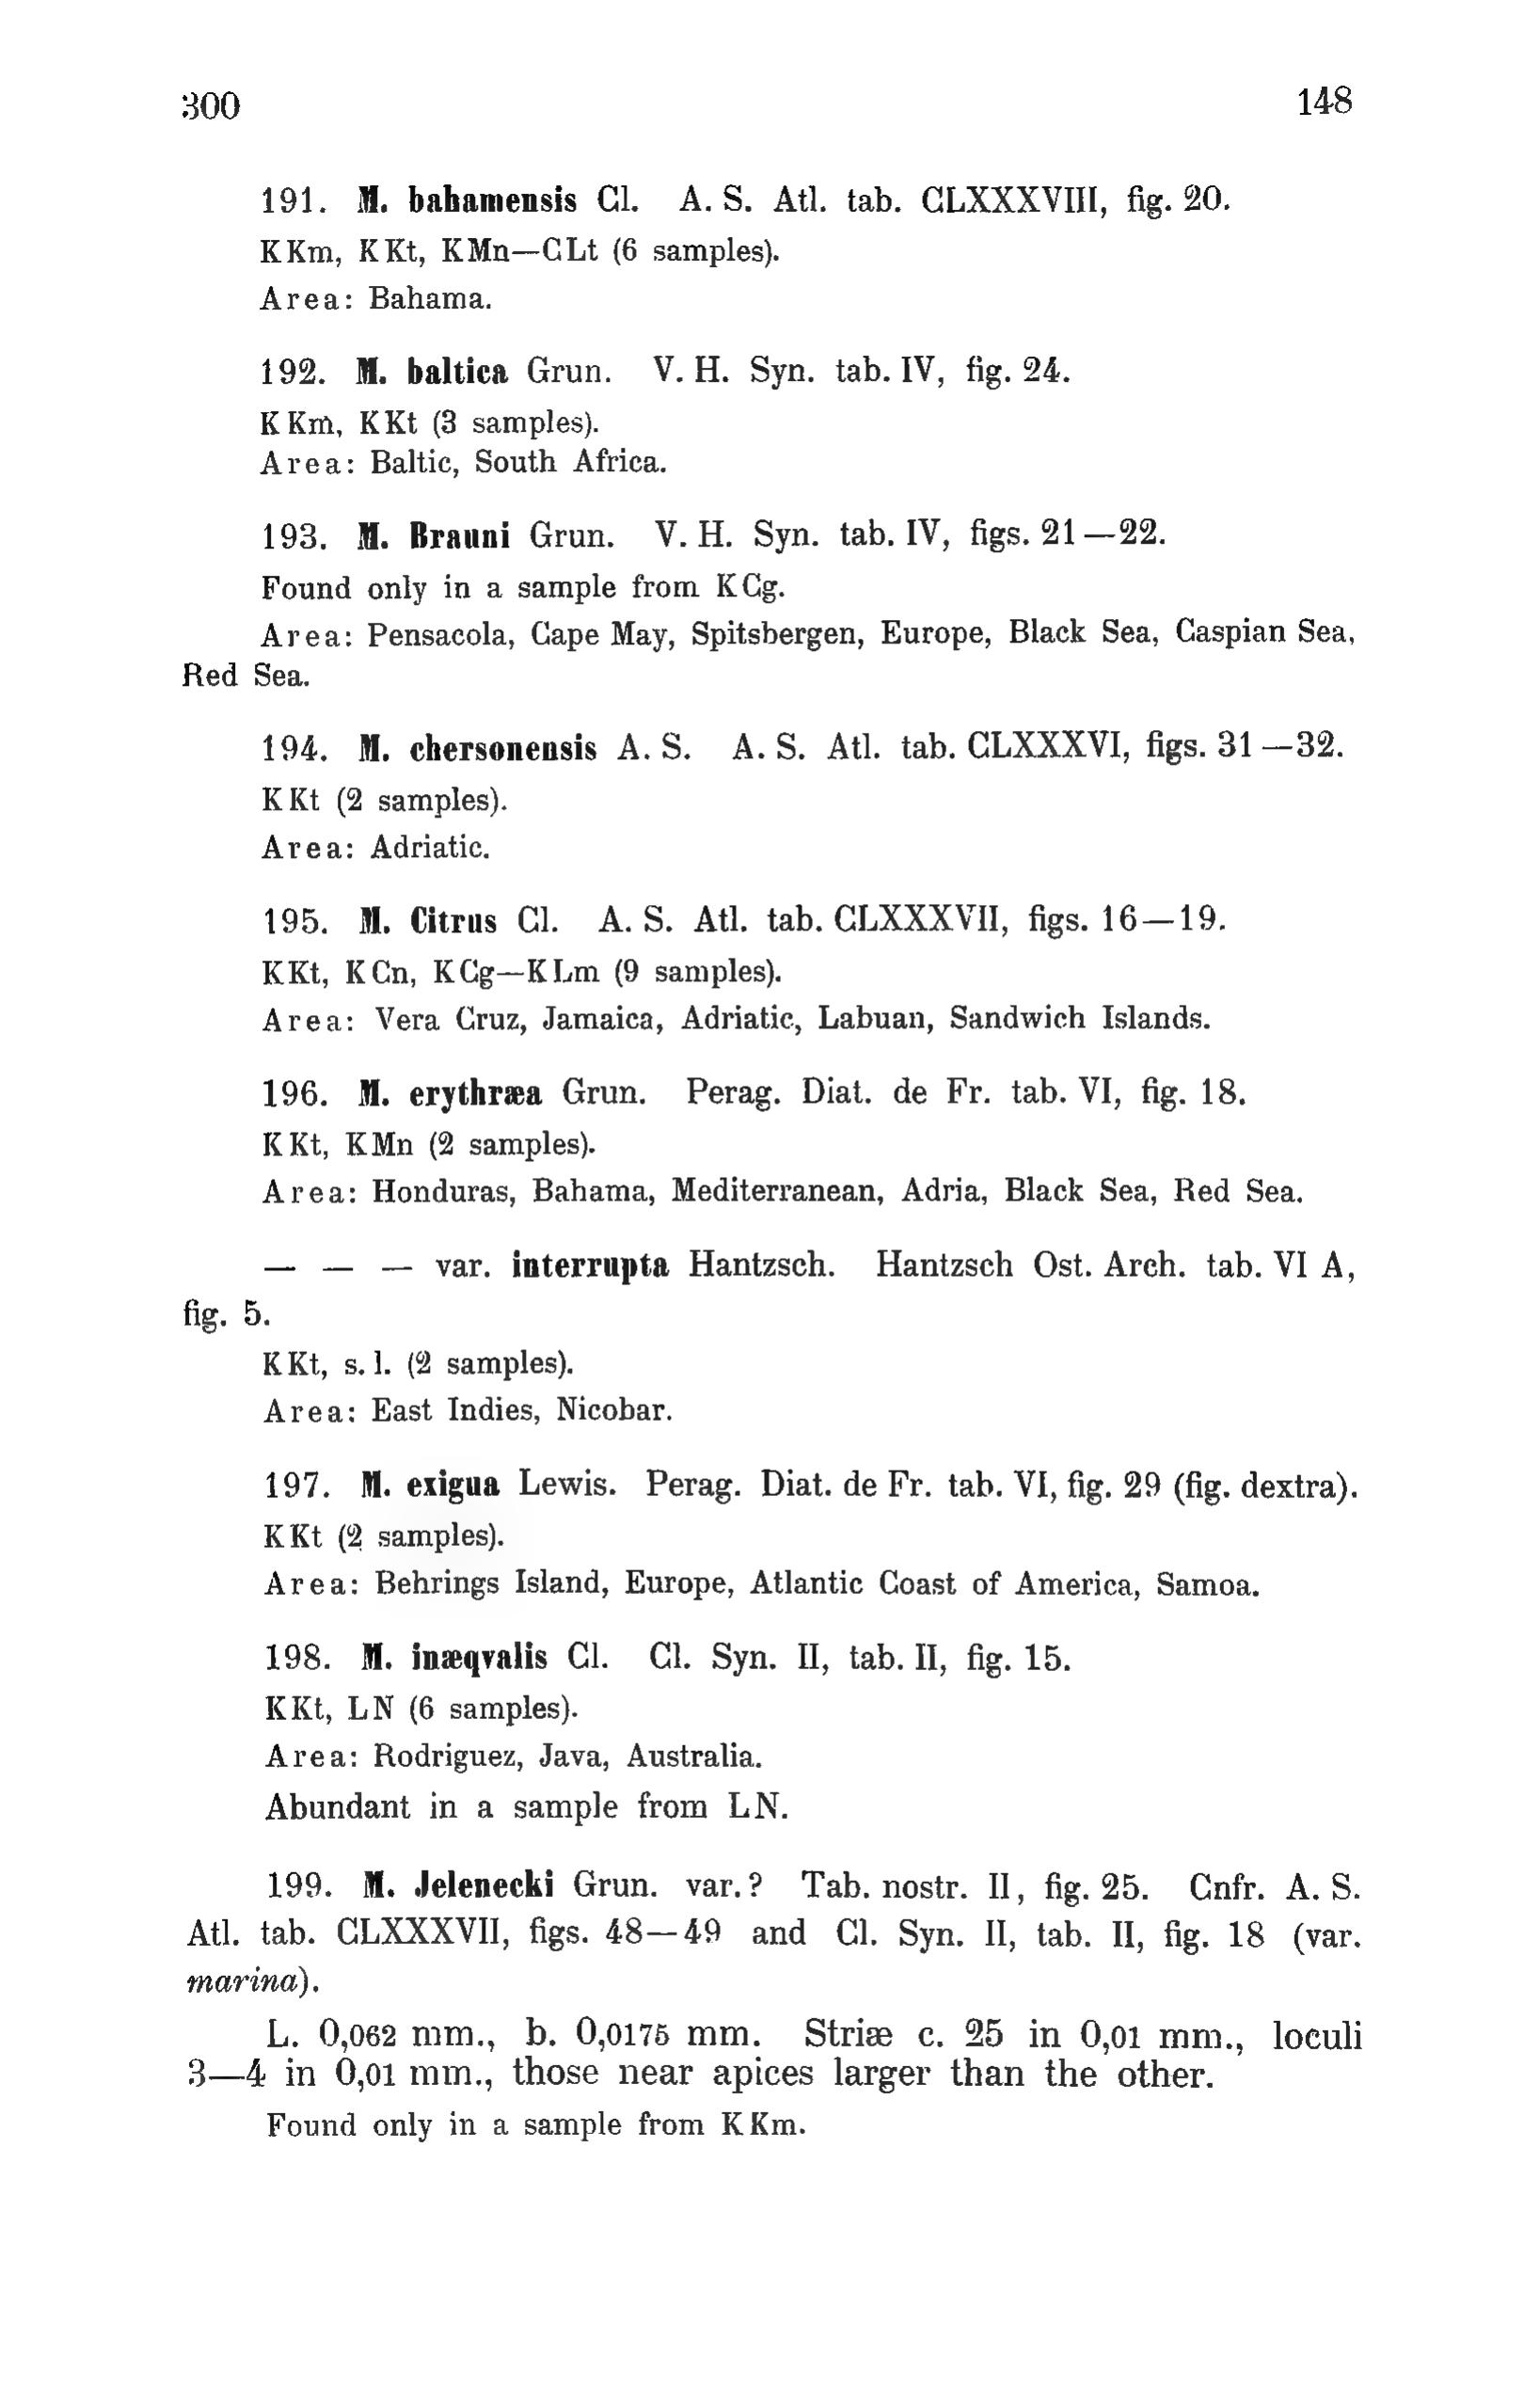 300 148
191. M. bahamensis Cl. A. S. Atl. tab. CLXXXVIII, fig. 20.
KKm, KKt, KMn—CLt (6 samples).
Area: Bahama.
192. M. baltica Grun. V. H. Syn. tab. IV, fig. 24.
KKm, KKt (3 samples).
Area: Baltic, South Africa.
193. M. Brauni Grun. V. H. Syn. tab. IV, figs. 21—22.
Found only in a sample from KCg.
Area: Pensacola, Cape May, Spitsbergen, Europe, Black Sea, Caspian Sea,
Red Sea.
194. M. chersonensis A. S. A. S. Atl. tab. CLXXXVI, figs. 31—32.
KKt (2 samples).
Area: Adriatic.
195. M. Citrus Cl. A. S. Atl. tab. CLXXXVII, figs. 16—19.
KKt, KCn, KCg—KLm (9 samples).
Area: Vera Cruz, Jamaica, Adriatic, Labuan, Sandwich Islands.
196. M. erythræa Grun. Perag. Diat. de Fr. tab. VI, fig. 18.
KKt, KMn (2 samples).
Area: Honduras, Bahama, Mediterranean, Adria, Black Sea, Red Sea.
— — — var. interrupta Hantzsch. Hantzsch Ost. Arch. tab. VI A,
fig. 5.
KKt, s. l. (2 samples).
Area: East Indies, Nicobar.
197. M. exigua Lewis. Perag. Diat. de Fr. tab. VI, fig. 29 (fig. dextra).
KKt (2 samples).
Area: Behrings Island, Europe, Atlantic Coast of America, Samoa.
198. M. inæqvalis Cl. Cl. Syn. II, tab. II, fig. 15.
KKt, LN (6 samples).
Area: Rodriguez, Java, Australia.
Abundant in a sample from LN.
199. M. Jelenecki Grun. var.? Tab. nostr. II, fig. 25. Cnfr. A. S.
Atl. tab. CLXXXVII, figs. 48—49 and Cl. Syn. II, tab. II, fig. 18 (var.
marina).
L. 0,062 mm., b. 0,0175 mm. Striæ c. 25 in 0,01 mm., loculi
3—4 in 0,01 mm., those near apices larger than the other.
Found only in a sample from KKm.